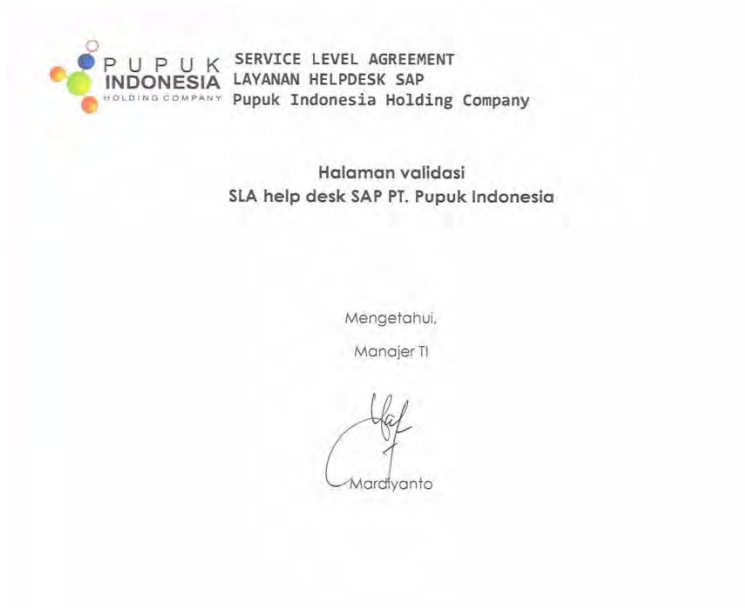 PUPUK
INDONESIA
HOLDING COMPANY
SERVICE LEVEL AGREEMENT
LAYANAN HELPDESK SAP
Pupuk Indonesia Holding Company
Halaman validasi
SLA help desk SAP PT. Pupuk Indonesia
Mengetahui,
Manajer TI
Mardiyanto